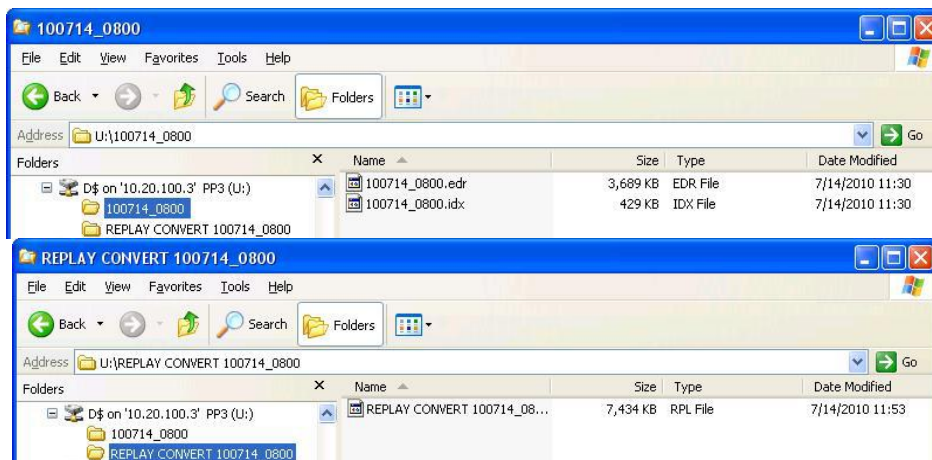 100714_0800
File Edit View Favorites Tools Help
Back Search Folders
Address U:\100714_0800 Go
Folders X Name Size Type Date Modified
D$ on '10.20.100.3' PP3 (U:) 100714_0800.edr 3,689 KB EDR File 7/14/2010 11:30
100714_0800 100714_0800.idx 429 KB IDX File 7/14/2010 11:30
REPLAY CONVERT 100714_0800
REPLAY CONVERT 100714_0800
File Edit View Favorites Tools Help
Back Search Folders
Address U:\REPLAY CONVERT 100714_0800 Go
Folders X Name Size Type Date Modified
D$ on '10.20.100.3' PP3 (U:) REPLAY CONVERT 100714_08... 7,434 KB RPL File 7/14/2010 11:53
100714_0800
REPLAY CONVERT 100714_0800